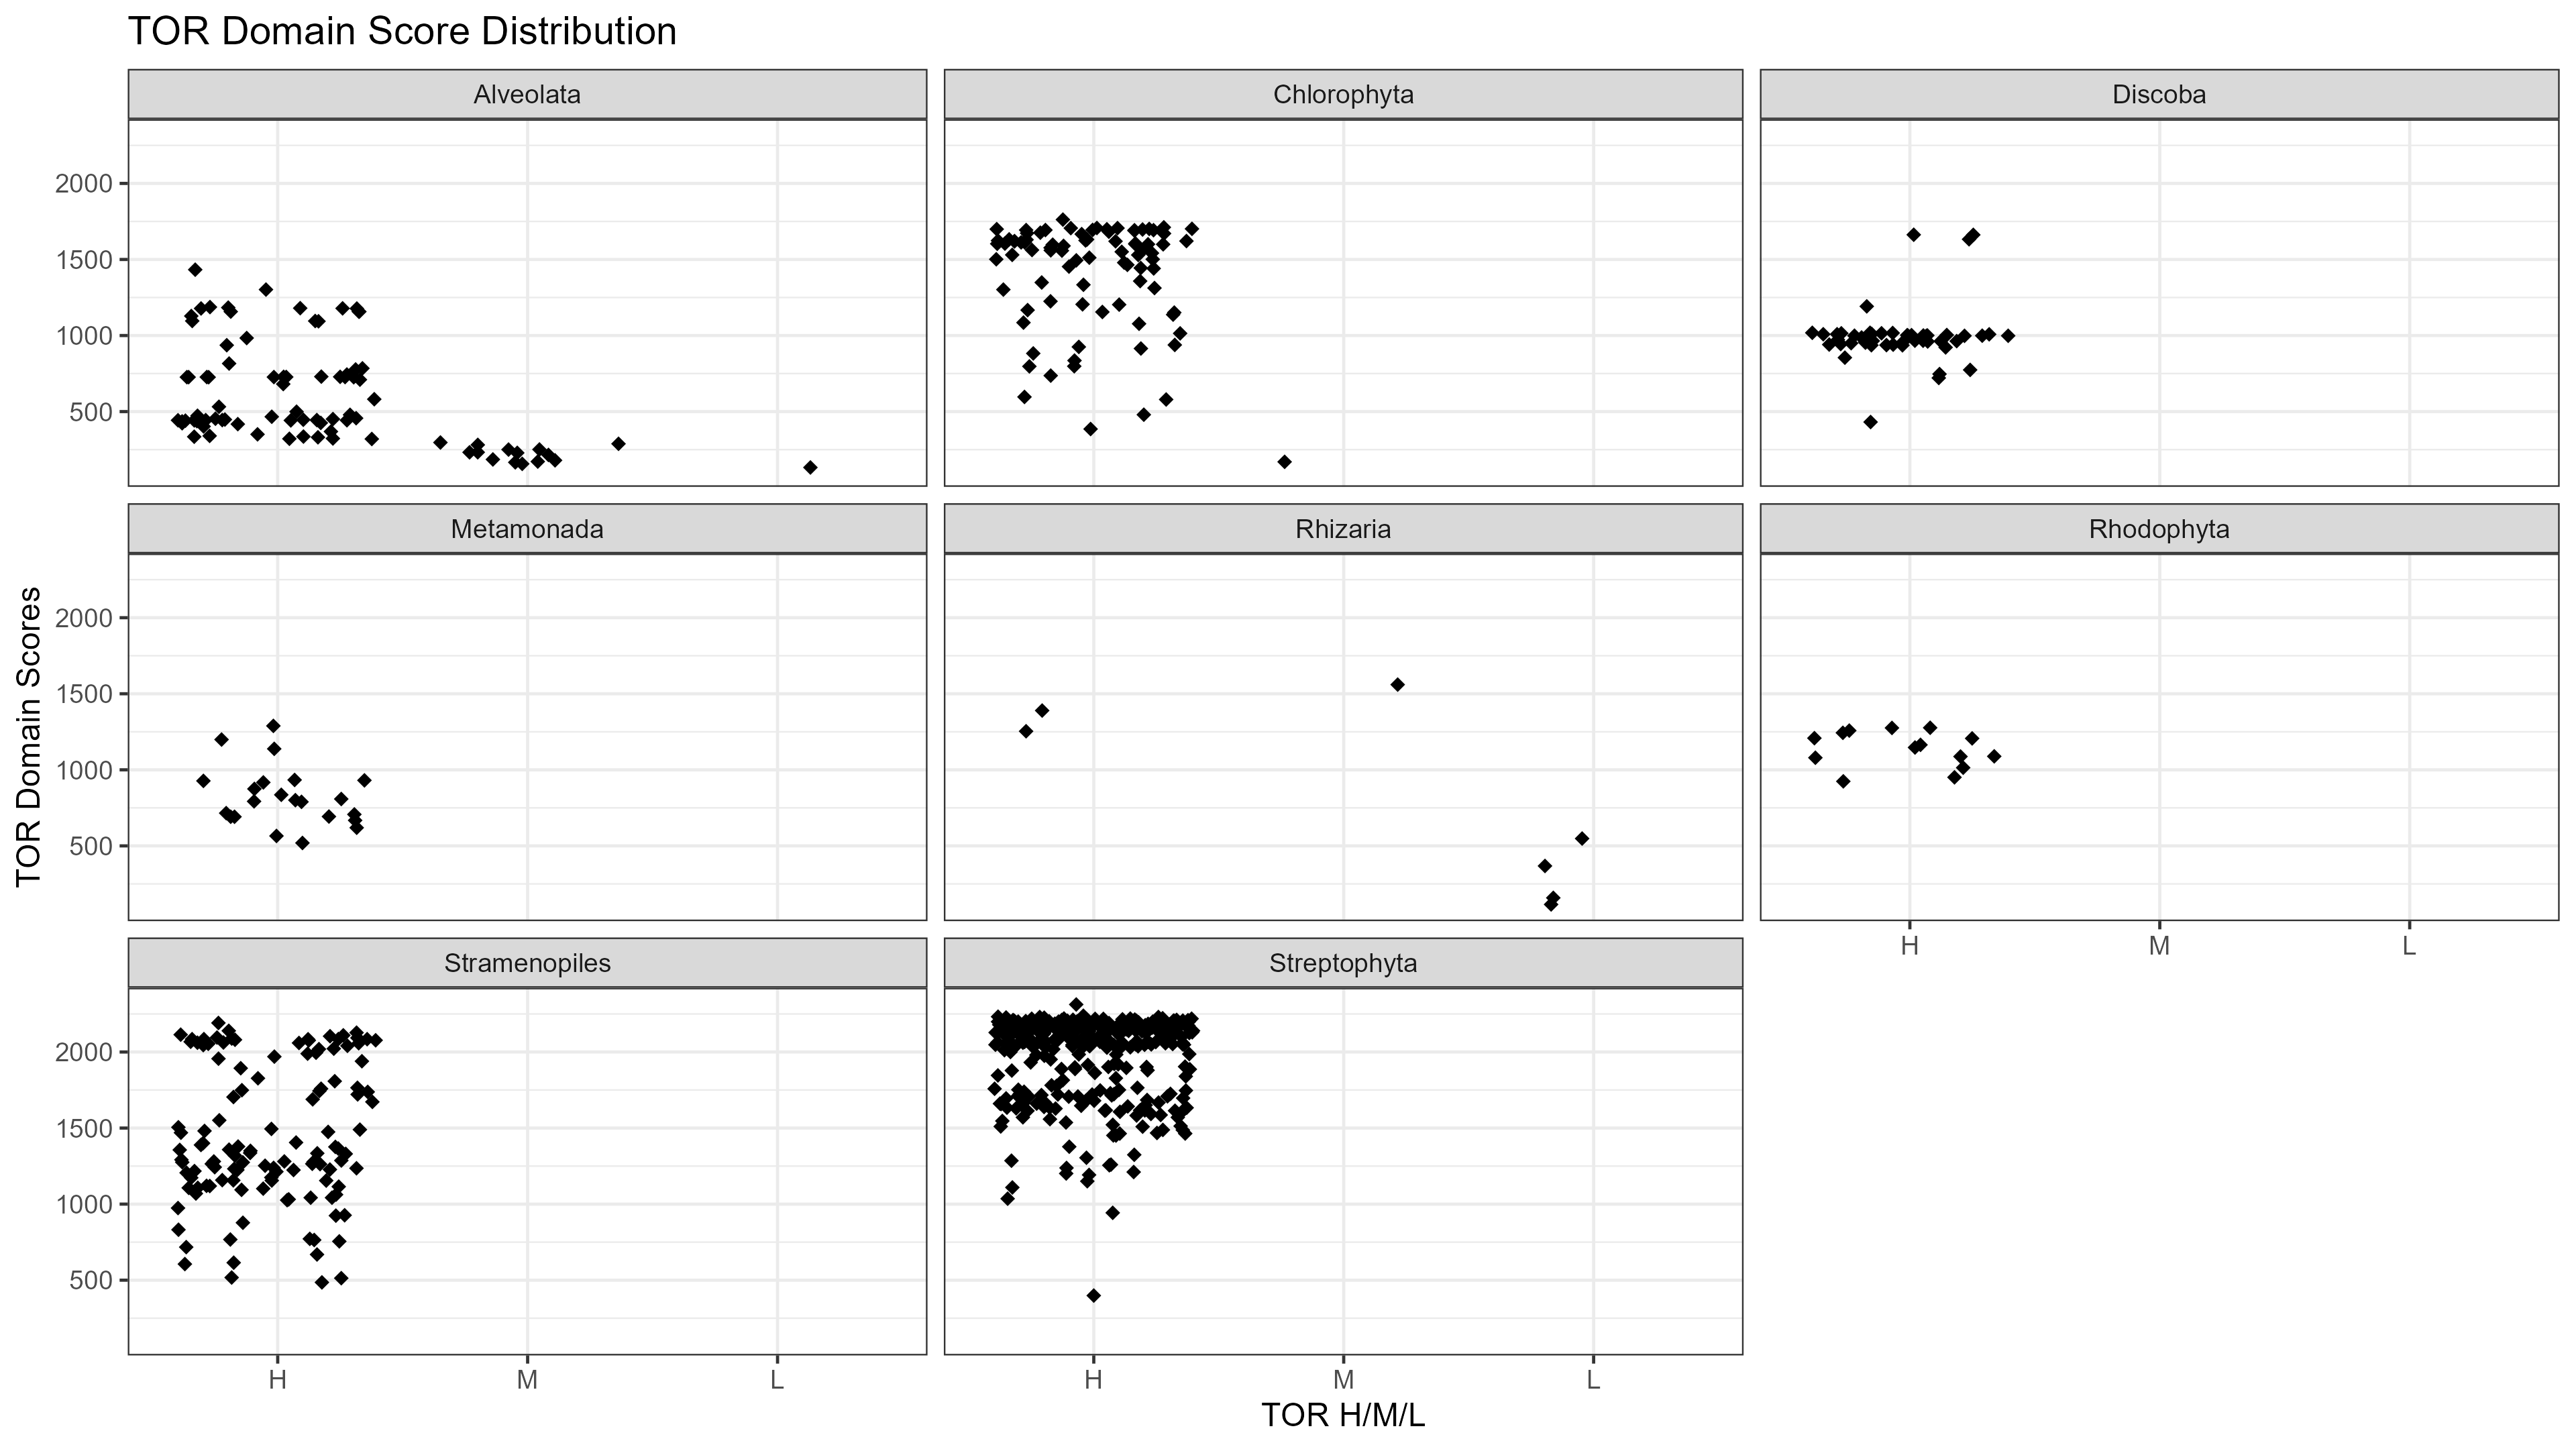 TOR Domain Score Distribution
Alveolata
Chlorophyta
Discoba
2000
1500
1000
500
Metamonada
Rhizaria
Rhodophyta
TOR Domain Scores
2000
1500
1000
500
H M L
Stramenopiles
Streptophyta
2000
1500
1000
500
H M L
H M L
TOR H/M/L